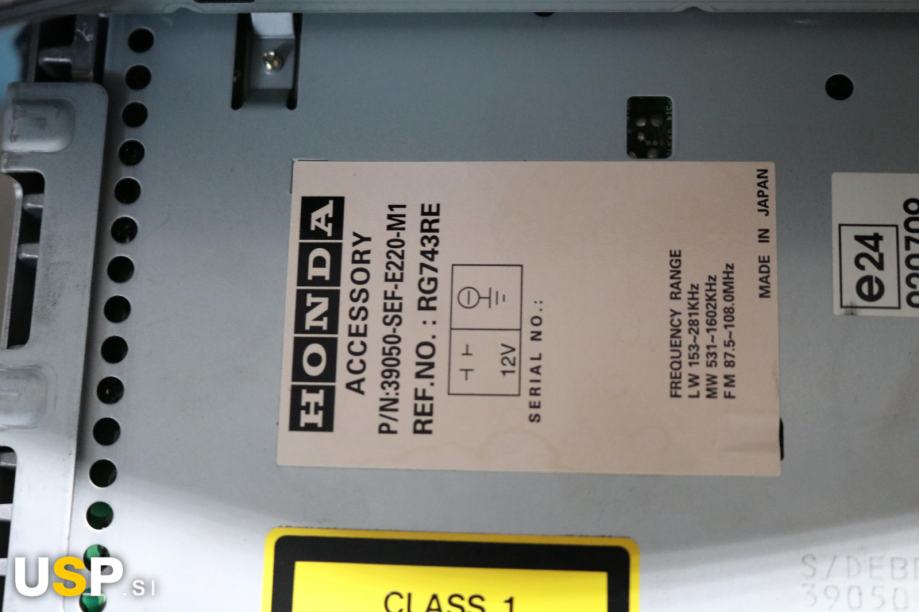 HONDA
ACCESSORY
P/N:39050-SEF-E220-M1
REF.NO. : RG743RE
12V
SERIAL NO.:
FREQUENCY RANGE
LW 153~281KHz
MW 531~1602KHz
FM 87.5~108.0MHz
MADE IN JAPAN
e24
CLASS 1
39050
USP.SI